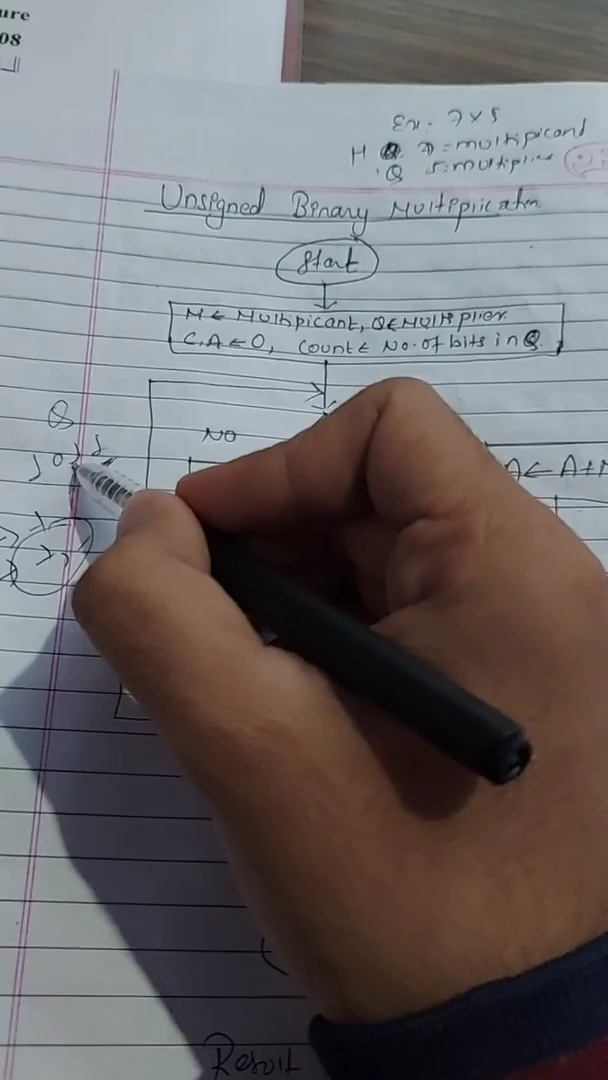 ure
08
Ex. 7 x 5
M 7 = multipicand
Q 5 = multiplier
Unsigned Binary Multiplication
Start
M ← Multipicant, Q ← Multiplier
C, A ← 0, Count ← No. of bits in Q
Q
NO
A ← A+M
Result